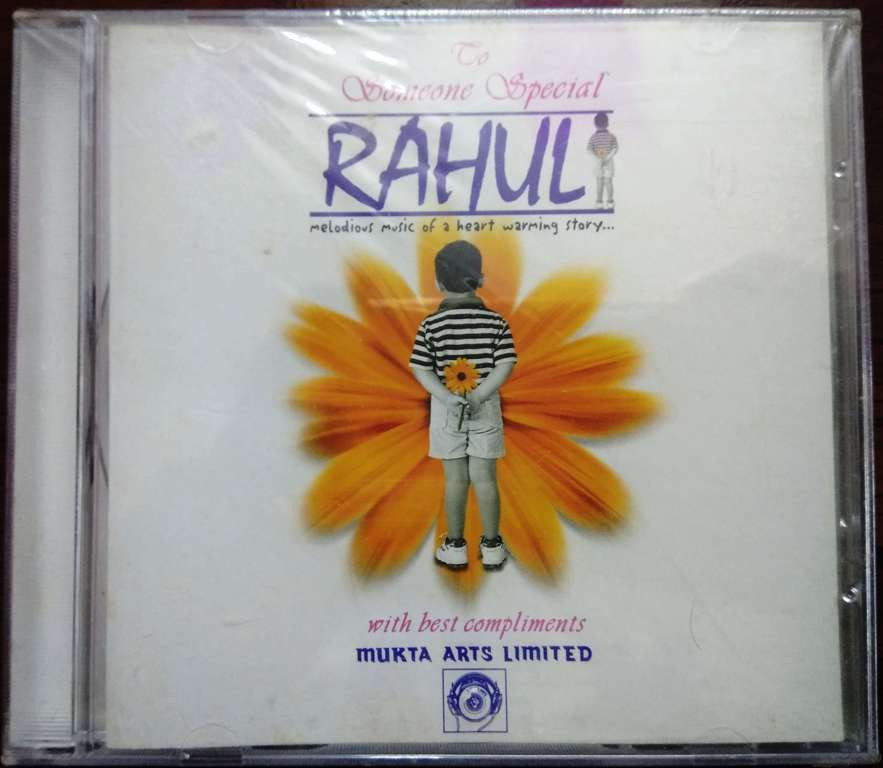 To
Someone Special
RAHUL
melodious music of a heart warming story...
with best compliments
MUKTA ARTS LIMITED